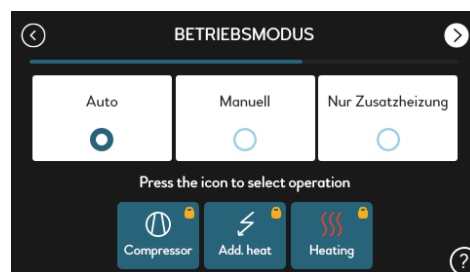 BETRIEBSMODUS
Auto
Manuell
Nur Zusatzheizung
Press the icon to select operation
Compressor
Add. heat
Heating
?